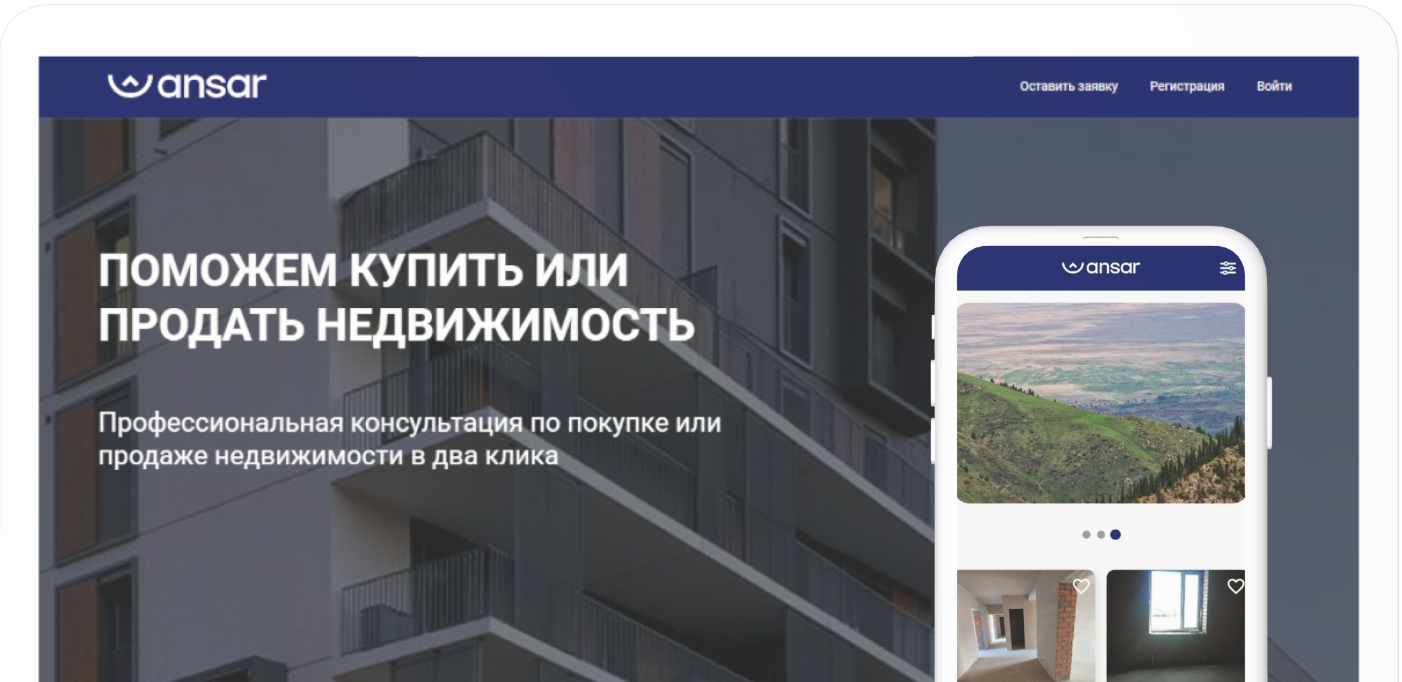 ansar
Оставить заявку
Регистрация
Войти
ПОМОЖЕМ КУПИТЬ ИЛИ
ПРОДАТЬ НЕДВИЖИМОСТЬ
Профессиональная консультация по покупке или
продаже недвижимости в два клика
ansar